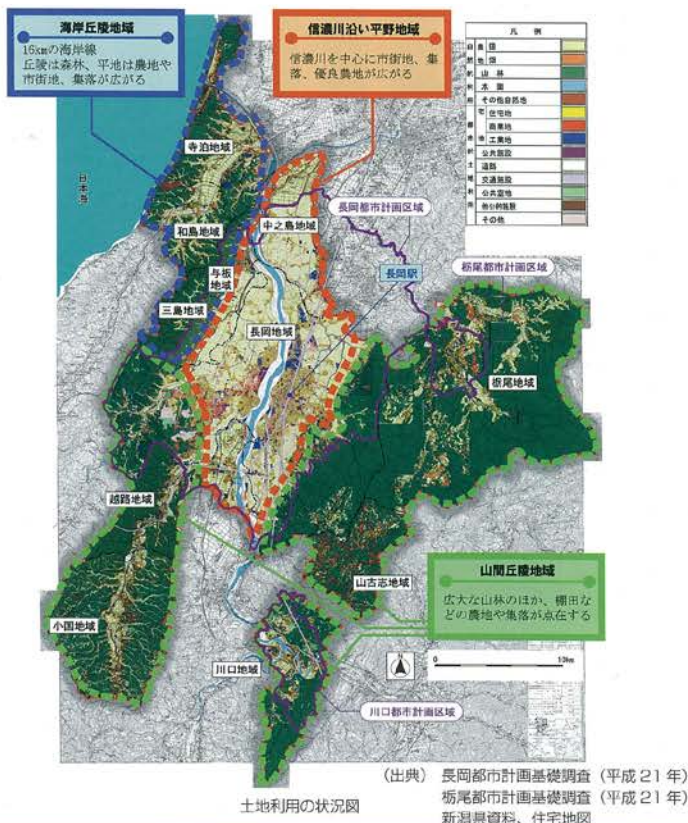 海岸丘陵地域
16kmの海岸線
丘陵は森林、平地は農地や
市街地、集落が広がる
信濃川沿い平野地域
信濃川を中心に市街地、集
落、優良農地が広がる
凡例
田
畑
山林
水面
その他自然地
住宅地
商業地
工業地
公共施設
道路
交通施設
公共空地
その他
日本海
寺泊地域
和島地域
中之島地域
長岡都市計画区域
与板
地域
長岡駅
栃尾都市計画区域
三島地域
長岡地域
栃尾地域
越路地域
山古志地域
小国地域
川口地域
川口都市計画区域
山間丘陵地域
広大な山林のほか、棚田な
どの農地や集落が点在する
0 10km
土地利用の状況図
(出典) 長岡都市計画基礎調査(平成21年)
栃尾都市計画基礎調査(平成21年)
新潟県資料、住宅地図